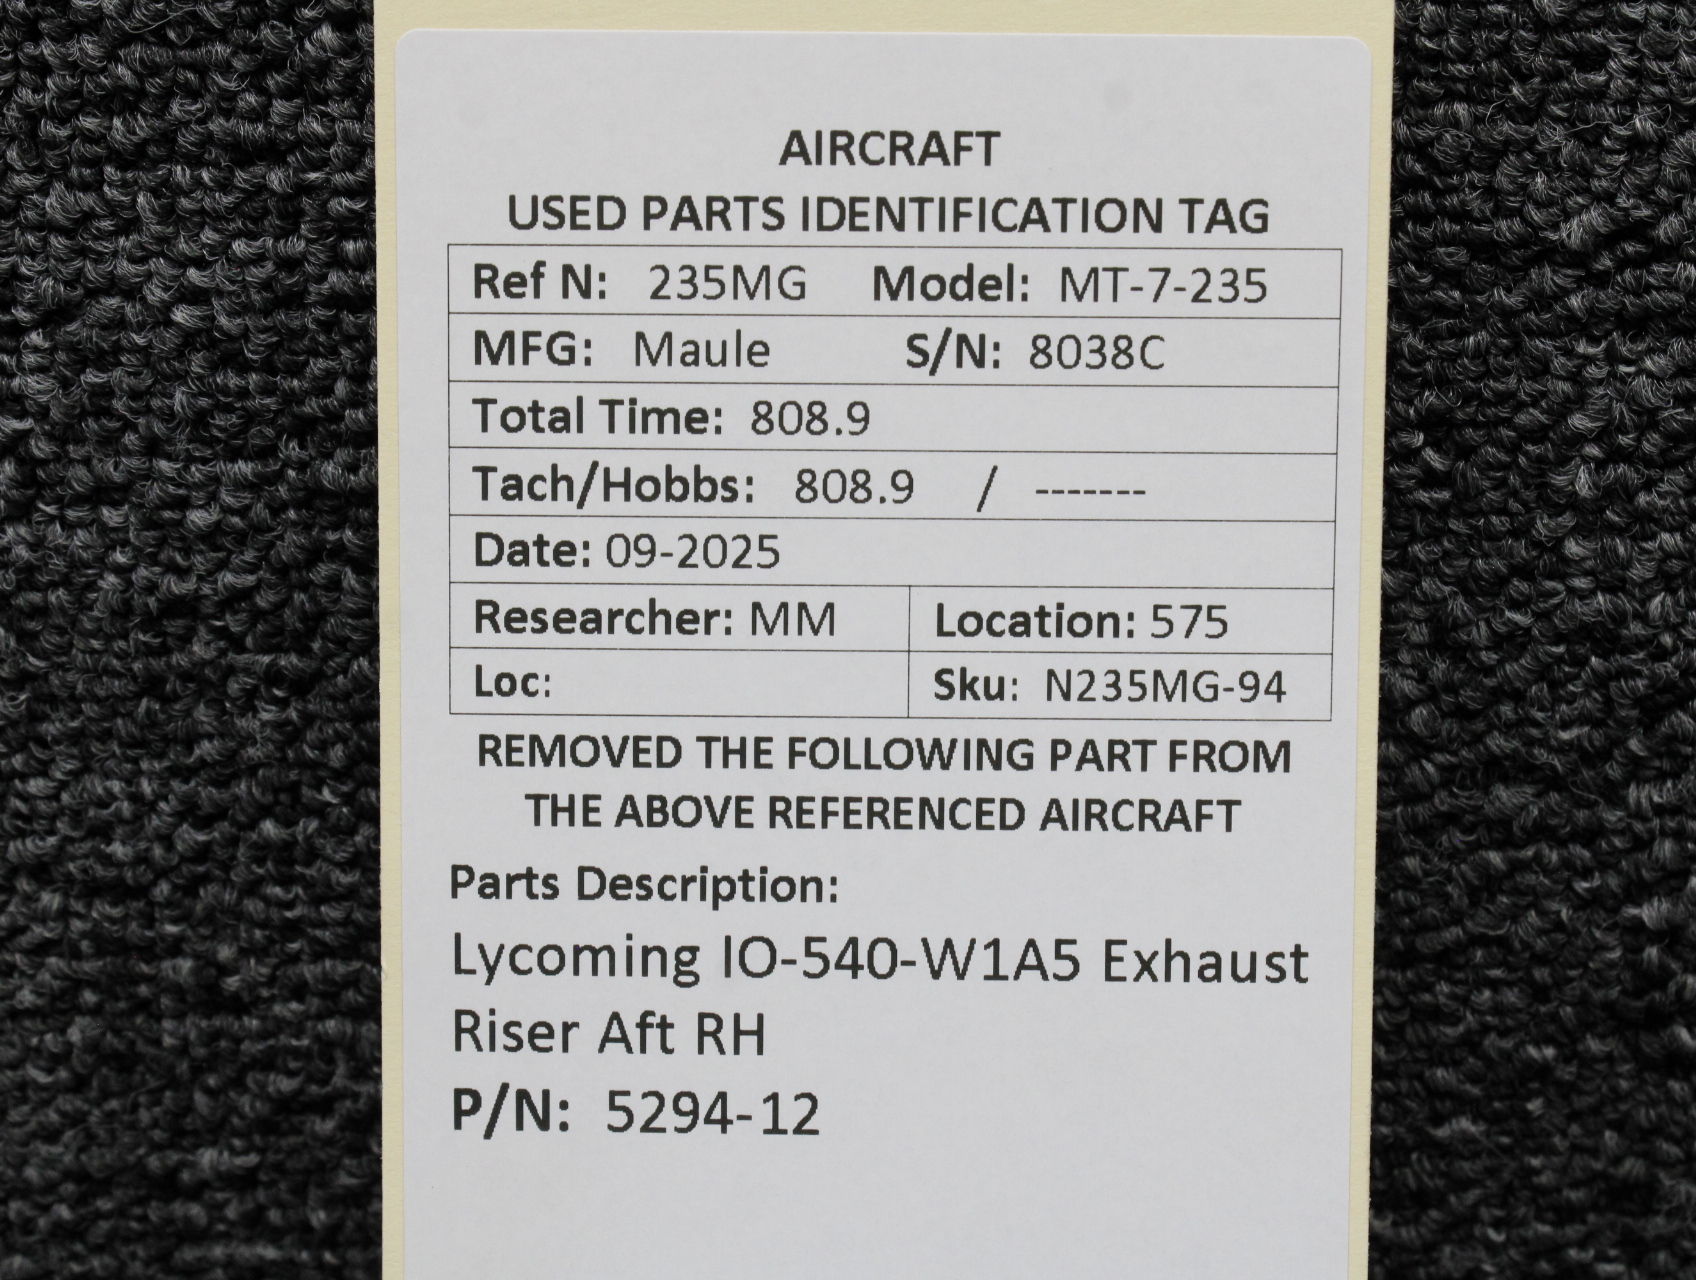 AIRCRAFT
USED PARTS IDENTIFICATION TAG
Ref N: 235MG Model: MT-7-235
MFG: Maule S/N: 8038C
Total Time: 808.9
Tach/Hobbs: 808.9 / -------
Date: 09-2025
Researcher: MM Location: 575
Loc: Sku: N235MG-94
REMOVED THE FOLLOWING PART FROM
THE ABOVE REFERENCED AIRCRAFT
Parts Description:
Lycoming IO-540-W1A5 Exhaust
Riser Aft RH
P/N: 5294-12